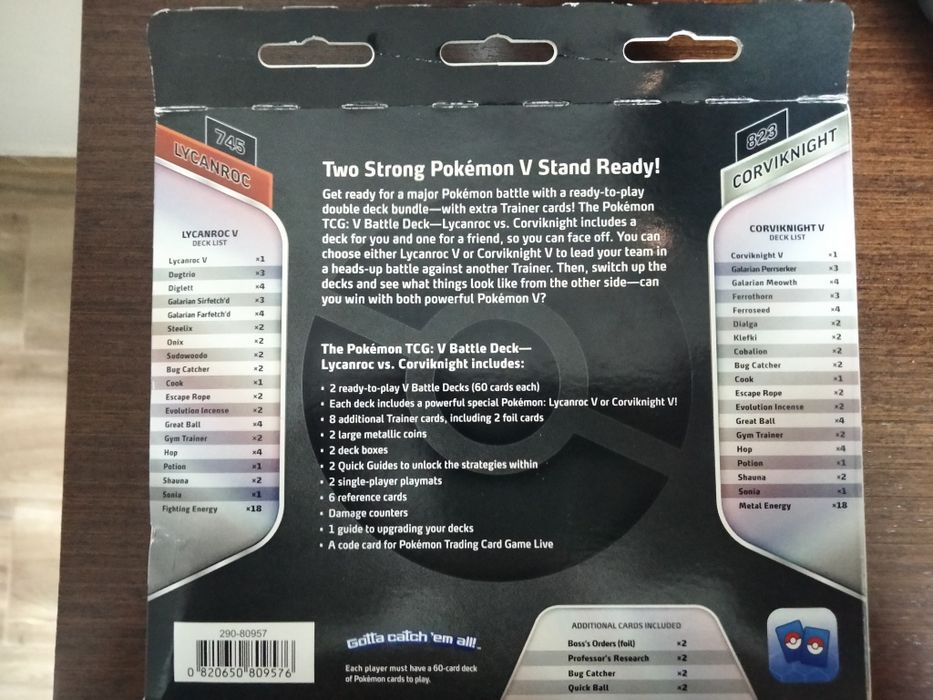 745
LYCANROC
823
CORVIKNIGHT
Two Strong Pokémon V Stand Ready!
Get ready for a major Pokémon battle with a ready-to-play
double deck bundle—with extra Trainer cards! The Pokémon
TCG: V Battle Deck—Lycanroc vs. Corviknight includes a
deck for you and one for a friend, so you can face off. You can
choose either Lycanroc V or Corviknight V to lead your team in
a heads-up battle against another Trainer. Then, switch up the
decks and see what things look like from the other side—can
you win with both powerful Pokémon V?
LYCANROC V
DECK LIST
Lycanroc V ×1
Dugtrio ×3
Diglett ×4
Galarian Sirfetch'd ×3
Galarian Farfetch'd ×4
Steelix ×2
Onix ×2
Sudowoodo ×2
Bug Catcher ×2
Cook ×1
Escape Rope ×2
Evolution Incense ×2
Great Ball ×4
Gym Trainer ×2
Hop ×4
Potion ×1
Shauna ×2
Sonia ×1
Fighting Energy ×18
The Pokémon TCG: V Battle Deck—
Lycanroc vs. Corviknight includes:
• 2 ready-to-play V Battle Decks (60 cards each)
• Each deck includes a powerful special Pokémon: Lycanroc V or Corviknight V!
• 8 additional Trainer cards, including 2 foil cards
• 2 large metallic coins
• 2 deck boxes
• 2 Quick Guides to unlock the strategies within
• 2 single-player playmats
• 6 reference cards
• Damage counters
• 1 guide to upgrading your decks
• A code card for Pokémon Trading Card Game Live
CORVIKNIGHT V
DECK LIST
Corviknight V ×1
Galarian Perrserker ×3
Galarian Meowth ×4
Ferrothorn ×3
Ferroseed ×4
Dialga ×2
Klefki ×2
Cobalion ×2
Bug Catcher ×2
Cook ×1
Escape Rope ×2
Evolution Incense ×2
Great Ball ×4
Gym Trainer ×2
Hop ×4
Potion ×1
Shauna ×2
Sonia ×1
Metal Energy ×18
290-80957
0 820650 809576
Gotta catch 'em all!™
Each player must have a 60-card deck
of Pokémon cards to play.
ADDITIONAL CARDS INCLUDED
Boss's Orders (foil) ×2
Professor's Research ×2
Bug Catcher ×2
Quick Ball ×2